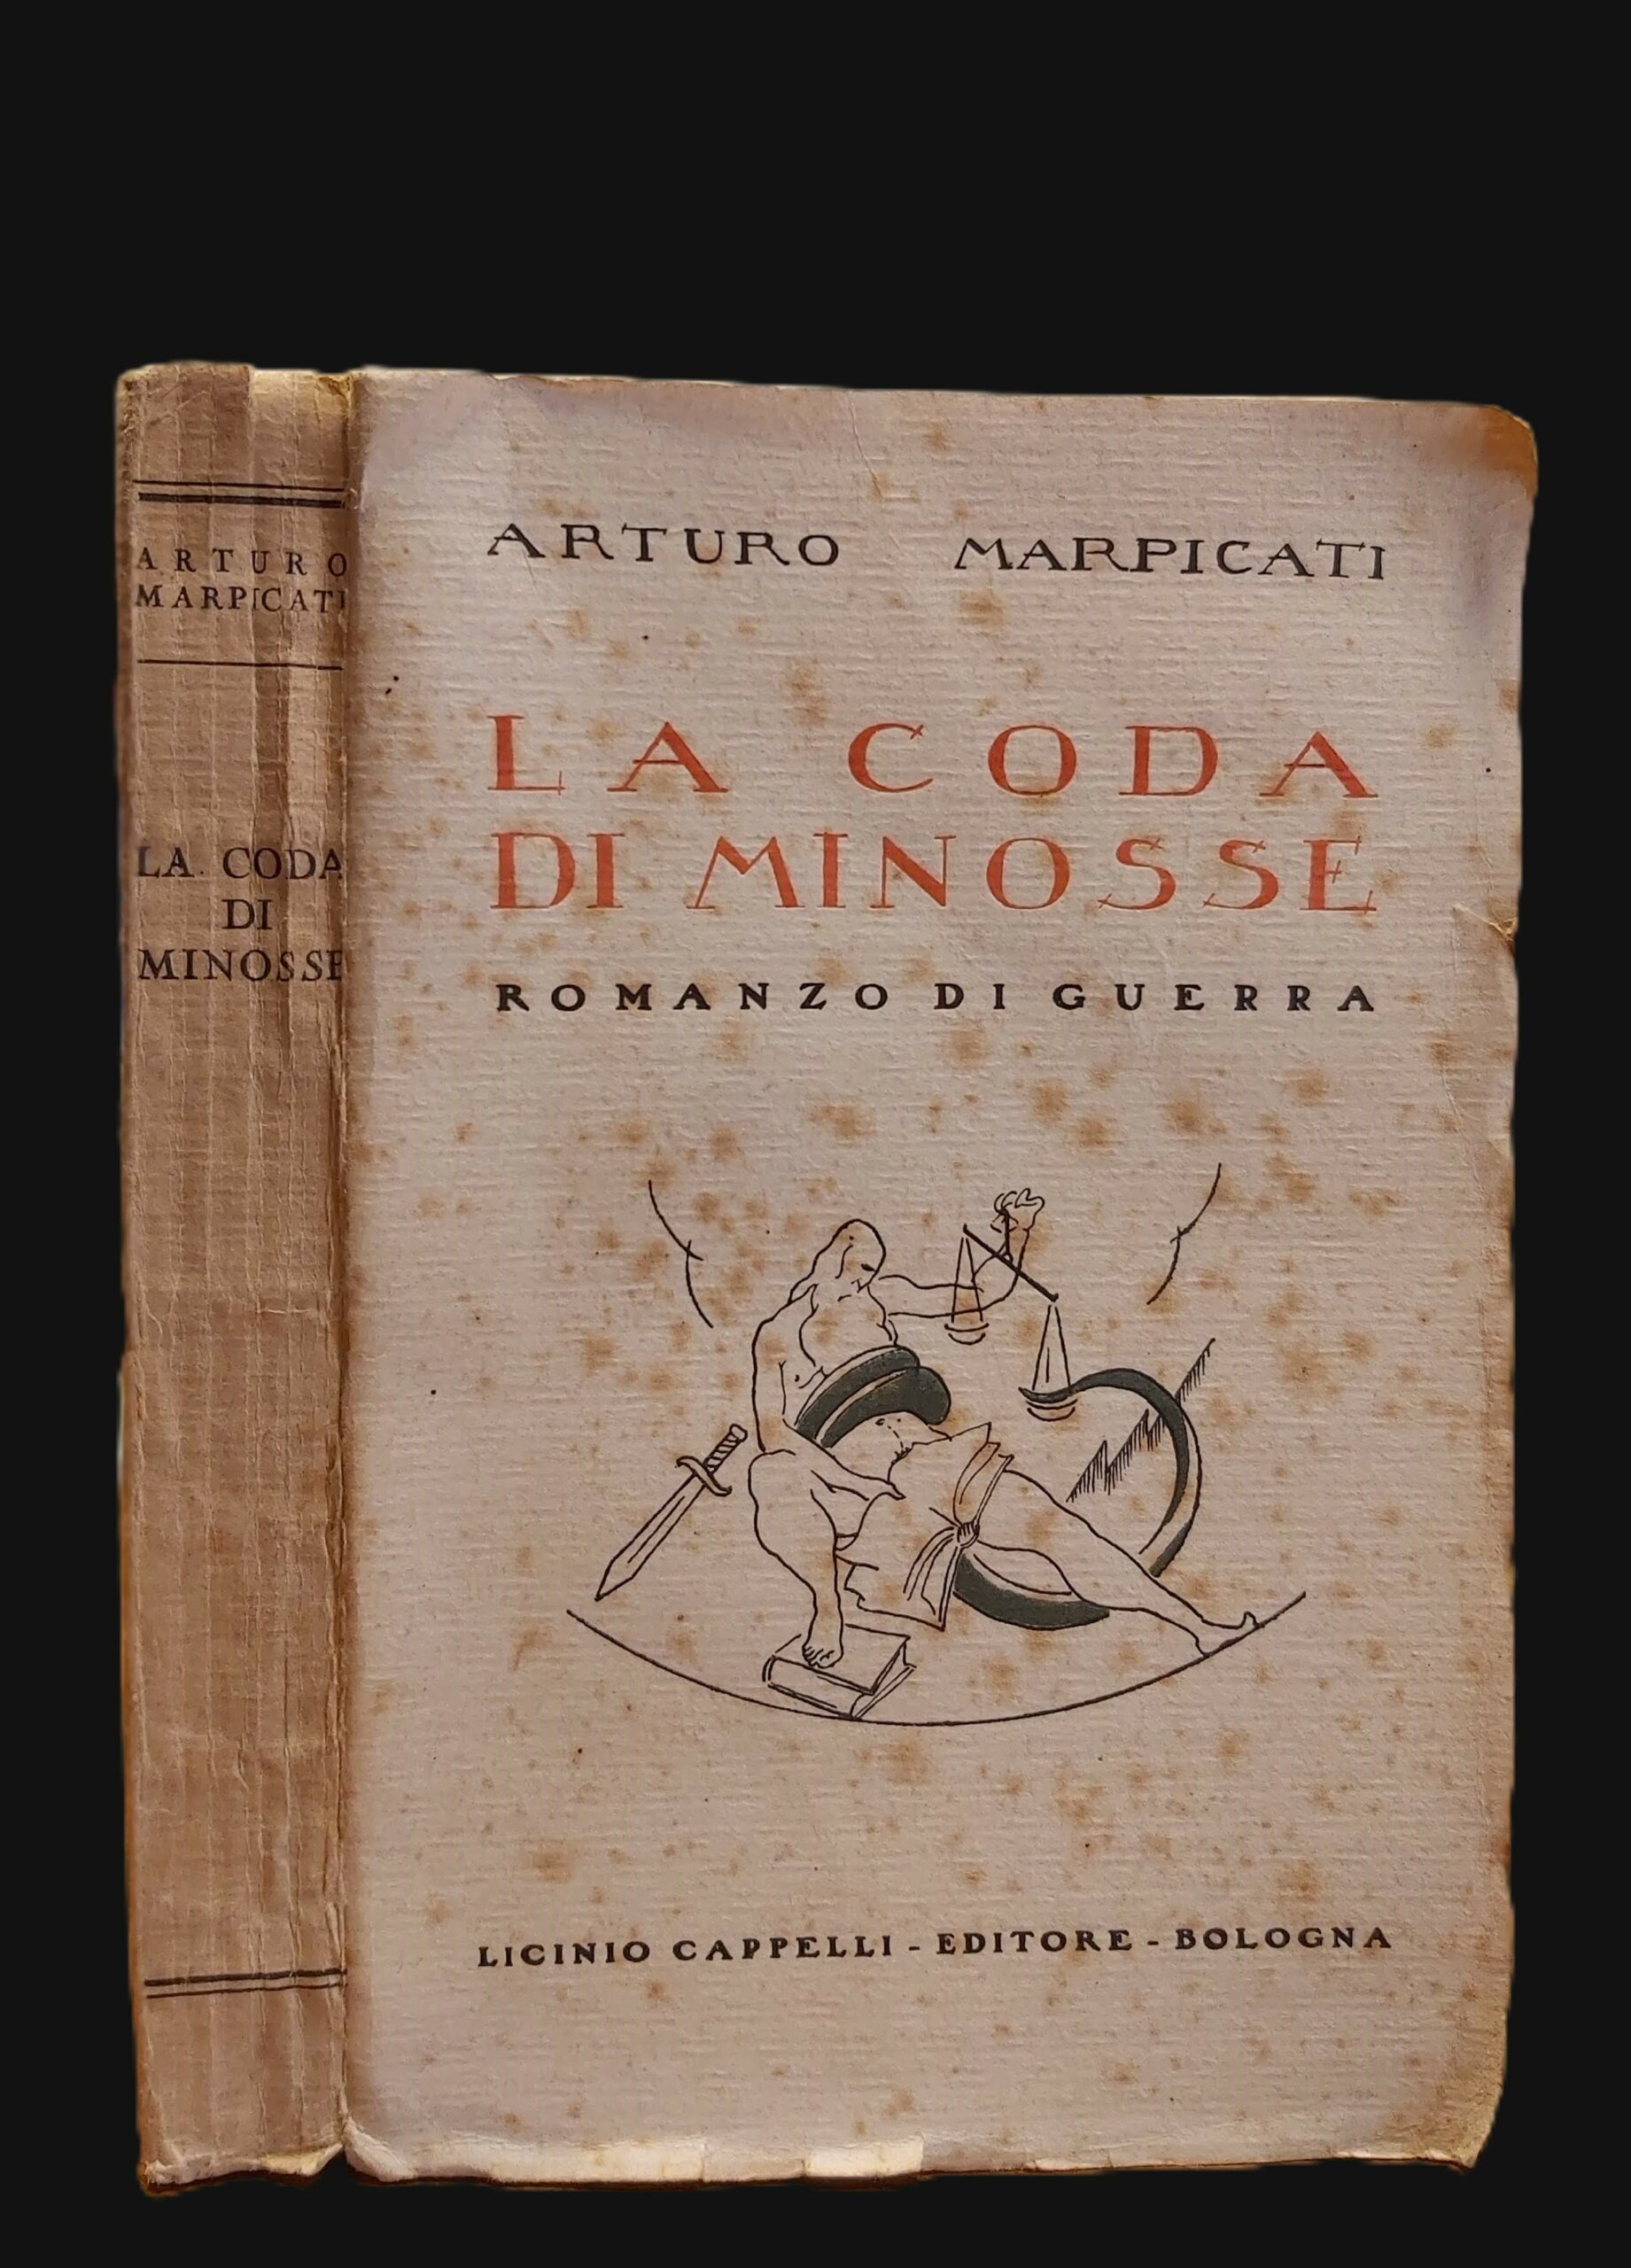 ARTURO
MARPICATI
LA CODA
DI
MINOSSE
ARTURO MARPICATI
LA CODA
DI MINOSSE
ROMANZO DI GUERRA
LICINIO CAPPELLI - EDITORE - BOLOGNA